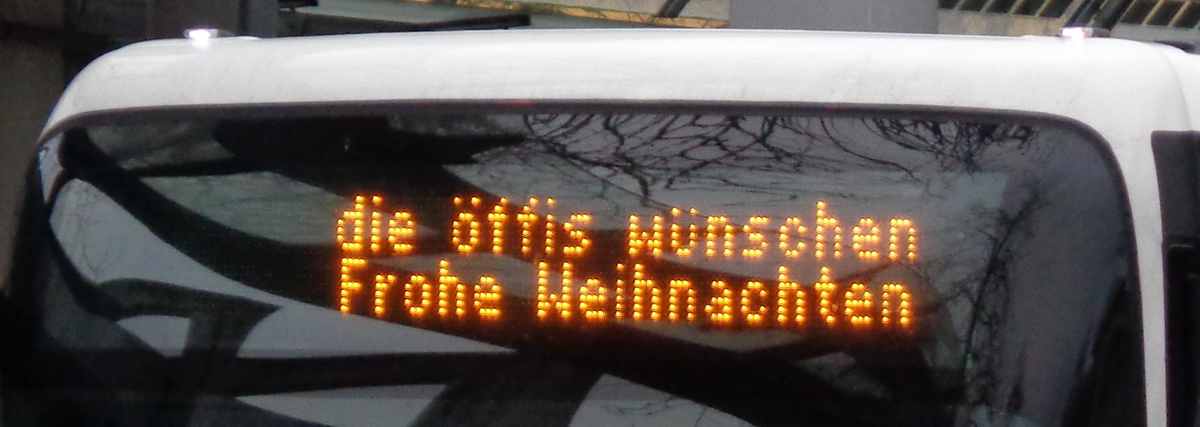 die öffis wünschen
Frohe Weihnachten